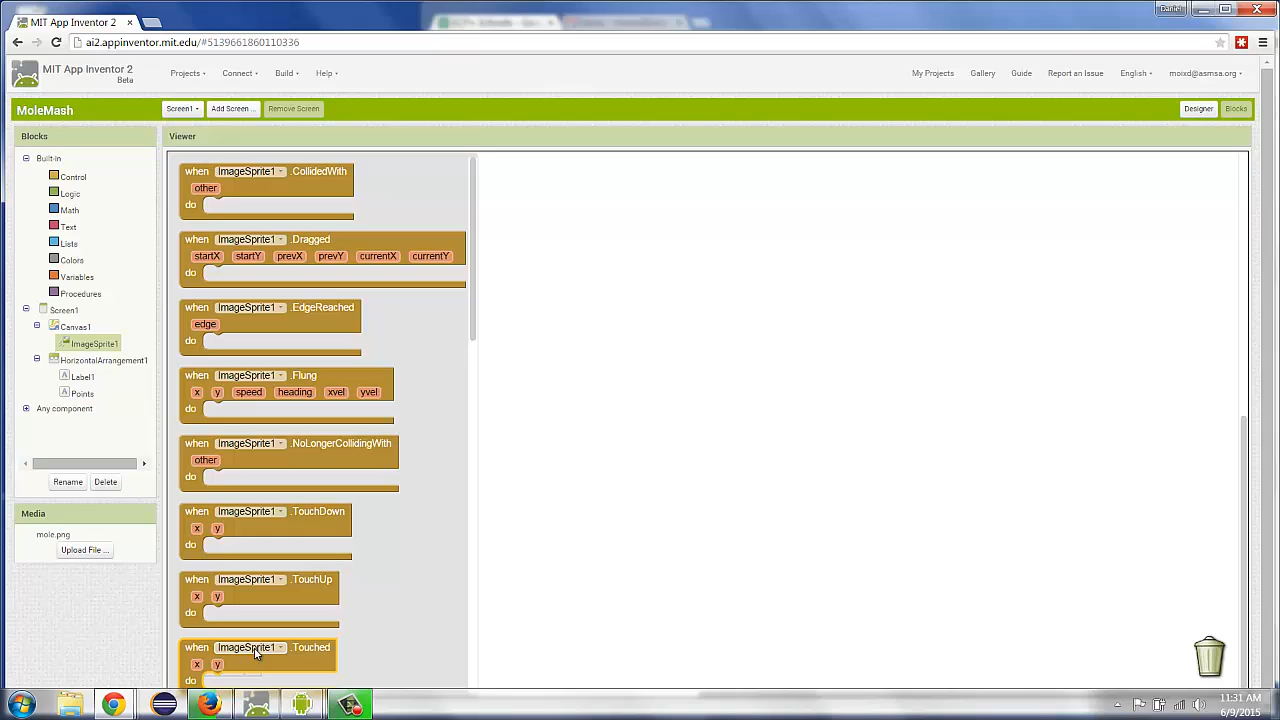 Daniel
MIT App Inventor 2
ai2.appinventor.mit.edu/#5139661860110336
MIT App Inventor 2
Beta
Projects
Connect
Build
Help
My Projects
Gallery
Guide
Report an Issue
English
moixd@asmsa.org
MoleMash
Screen1
Add Screen ...
Remove Screen
Designer
Blocks
Blocks
Viewer
Built-in
Control
Logic
Math
Text
Lists
Colors
Variables
Procedures
Screen1
Canvas1
ImageSprite1
HorizontalArrangement1
Label1
Points
Any component
Rename
Delete
Media
mole.png
Upload File ...
when ImageSprite1 .CollidedWith
other
do
when ImageSprite1 .Dragged
startX startY prevX prevY currentX currentY
do
when ImageSprite1 .EdgeReached
edge
do
when ImageSprite1 .Flung
x y speed heading xvel yvel
do
when ImageSprite1 .NoLongerCollidingWith
other
do
when ImageSprite1 .TouchDown
x y
do
when ImageSprite1 .TouchUp
x y
do
when ImageSprite1 .Touched
x y
do
11:31 AM
6/9/2015